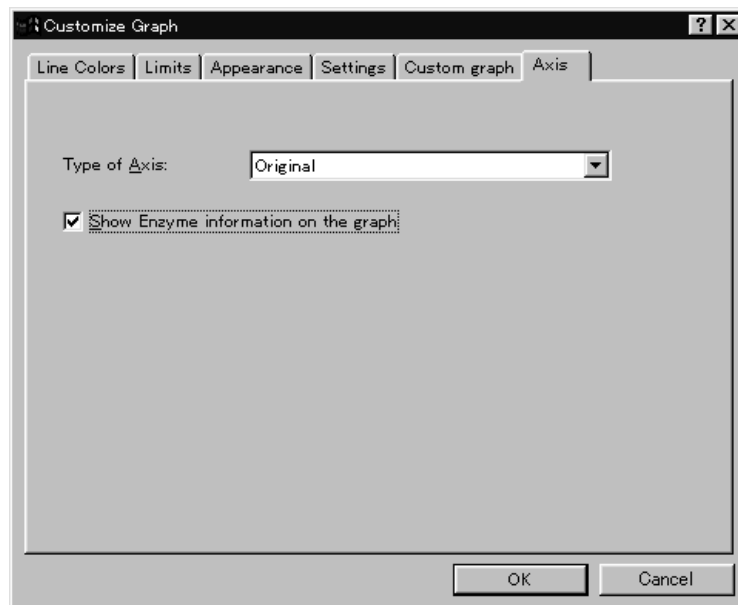 Customize Graph
Line Colors Limits Appearance Settings Custom graph Axis
Type of Axis: Original
Show Enzyme information on the graph
OK Cancel